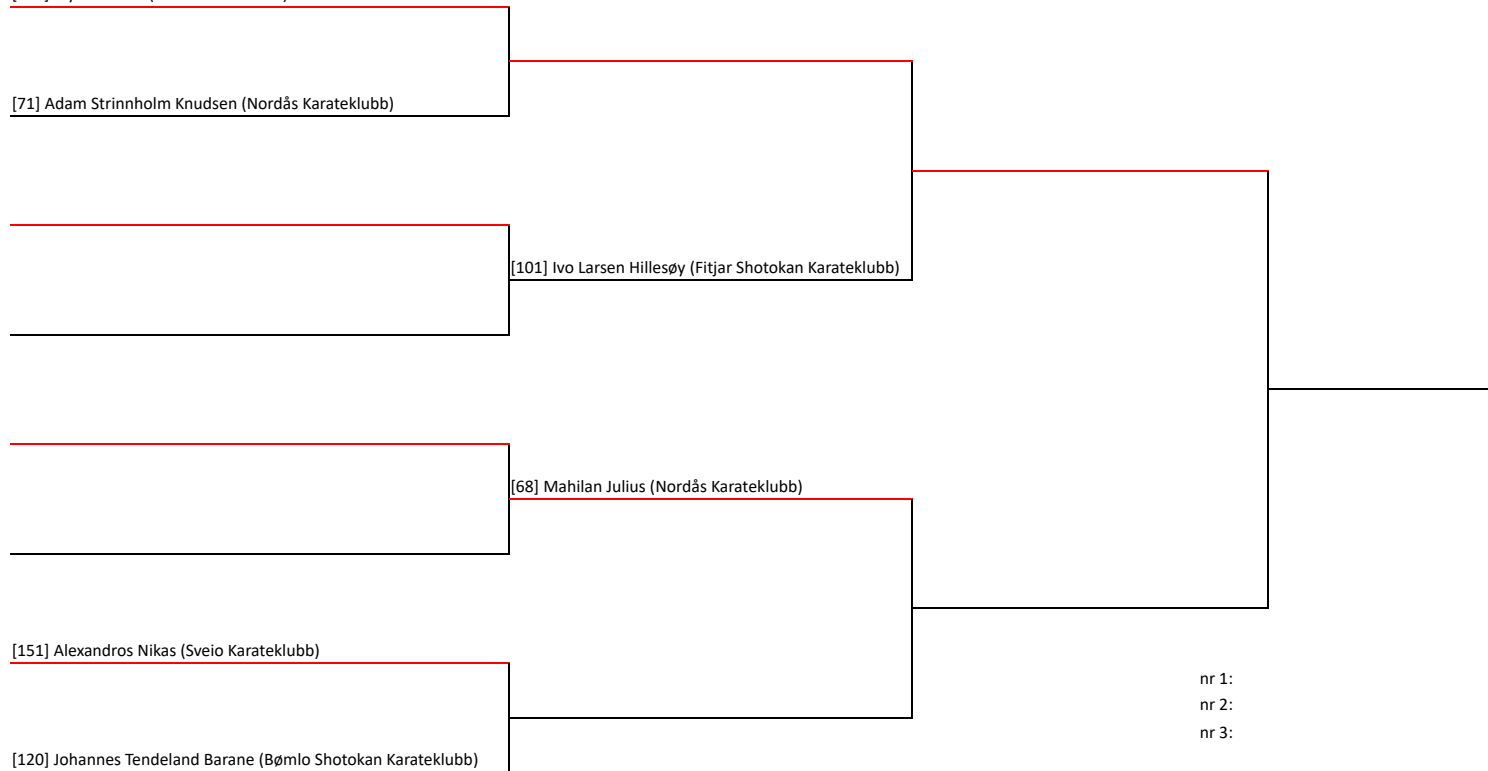 [71] Adam Strinnholm Knudsen (Nordås Karateklubb)
[101] Ivo Larsen Hillesøy (Fitjar Shotokan Karateklubb)
[68] Mahilan Julius (Nordås Karateklubb)
[151] Alexandros Nikas (Sveio Karateklubb)
nr 1:
nr 2:
nr 3:
[120] Johannes Tendeland Barane (Bømlo Shotokan Karateklubb)